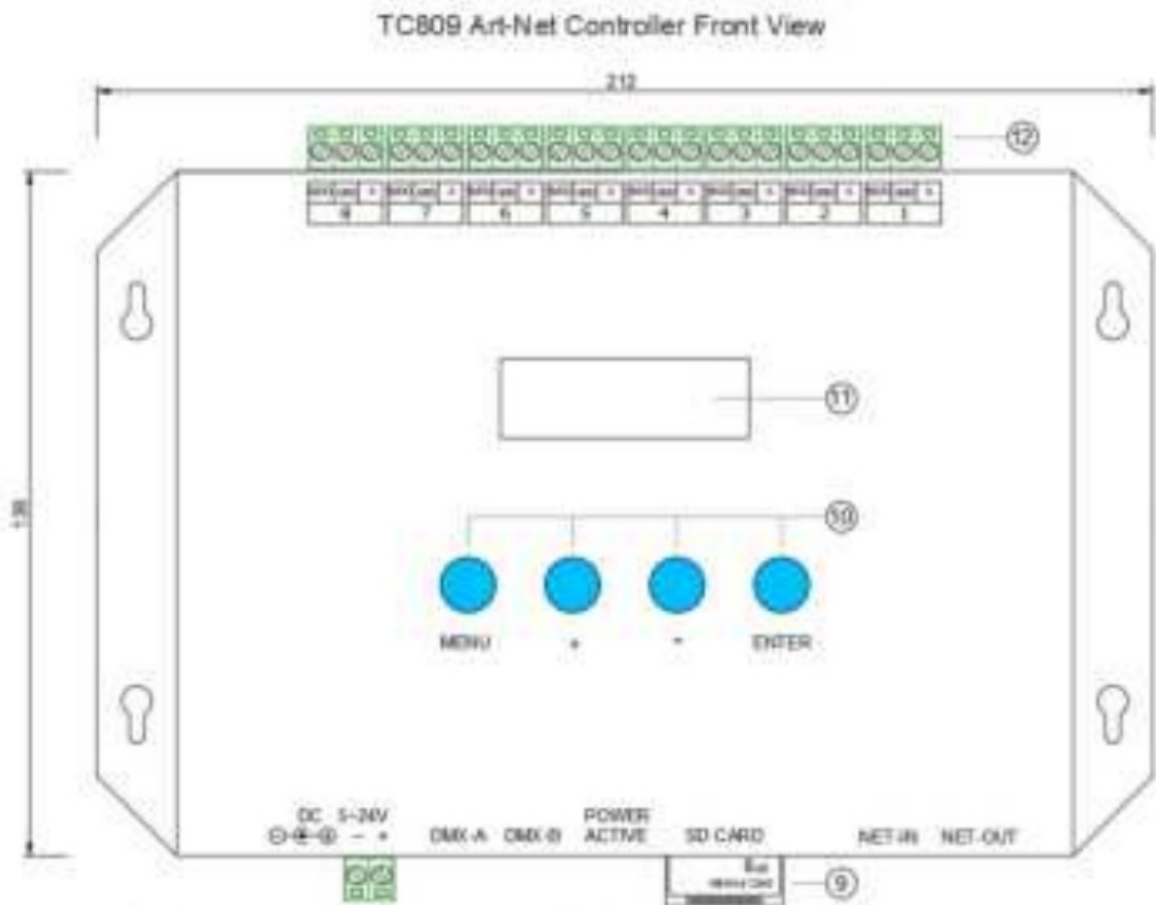 TC809 Art-Net Controller Front View
212
12
8 7 6 5 4 3 2 1
11
138
10
MENU + - ENTER
DC 5~24V
- +
DMX-A DMX-B
POWER
ACTIVE
SD CARD
NET-IN NET-OUT
9